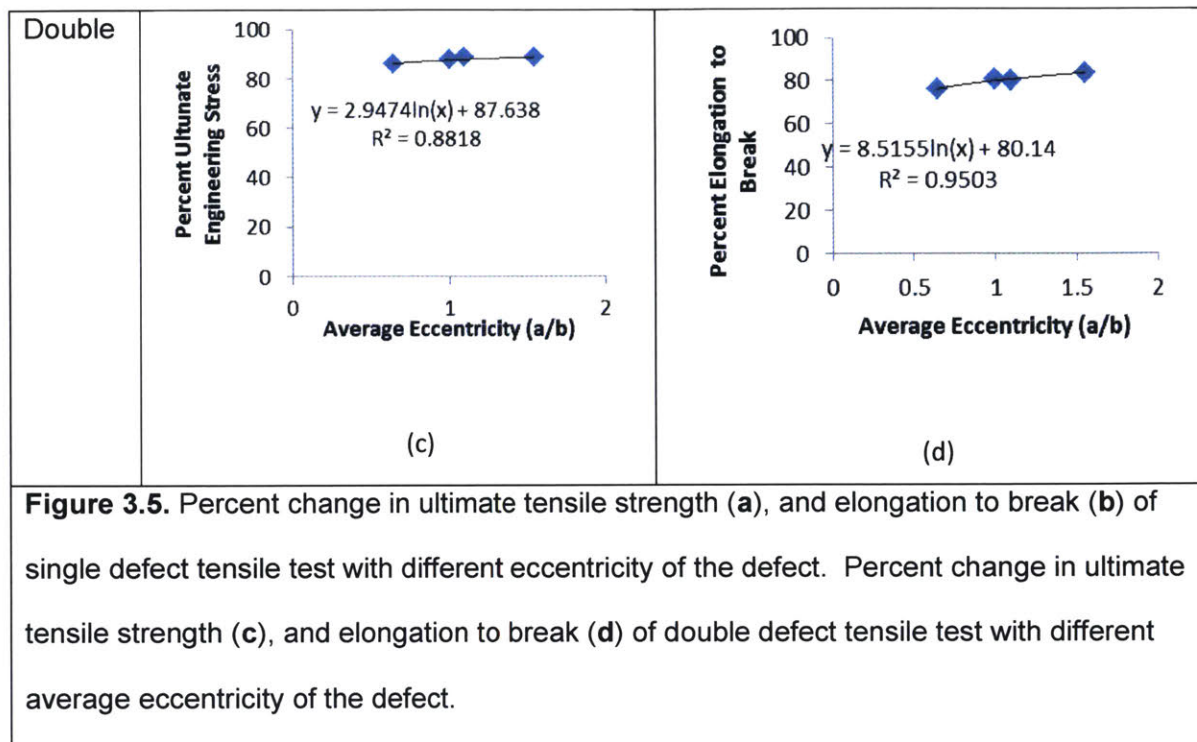 Double
Percent Ultunate
Engineering Stress
100
80
60
40
20
0
y = 2.9474ln(x) + 87.638
R² = 0.8818
0
1
2
Average Eccentricity (a/b)
(c)
Percent Elongation to
Break
100
80
60
40
20
0
y = 8.5155ln(x) + 80.14
R² = 0.9503
0
0.5
1
1.5
2
Average Eccentricity (a/b)
(d)
Figure 3.5. Percent change in ultimate tensile strength (a), and elongation to break (b) of
single defect tensile test with different eccentricity of the defect. Percent change in ultimate
tensile strength (c), and elongation to break (d) of double defect tensile test with different
average eccentricity of the defect.